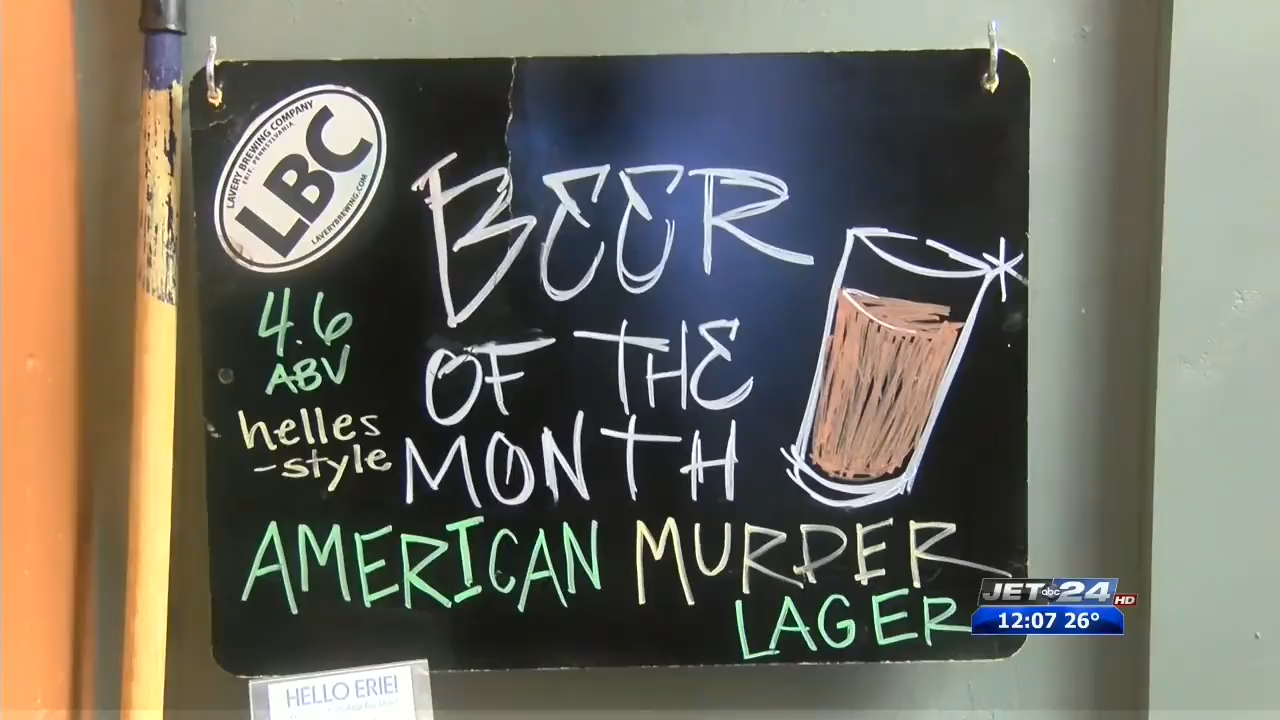 LAVERY BREWING COMPANY
ERIE, PENNSYLVANIA
LBC
LAVERYBREWING.COM
BEER
OF THE
MONTH
4.6
ABV
helles
-style
AMERICAN MURDER
LAGER
JET abc 24 HD
12:07 26°
HELLO ERIE!